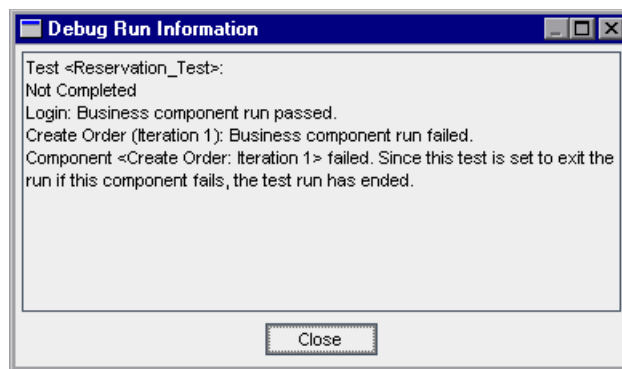 Debug Run Information
Test <Reservation_Test>:
Not Completed
Login: Business component run passed.
Create Order (Iteration 1): Business component run failed.
Component <Create Order: Iteration 1> failed. Since this test is set to exit the
run if this component fails, the test run has ended.
Close